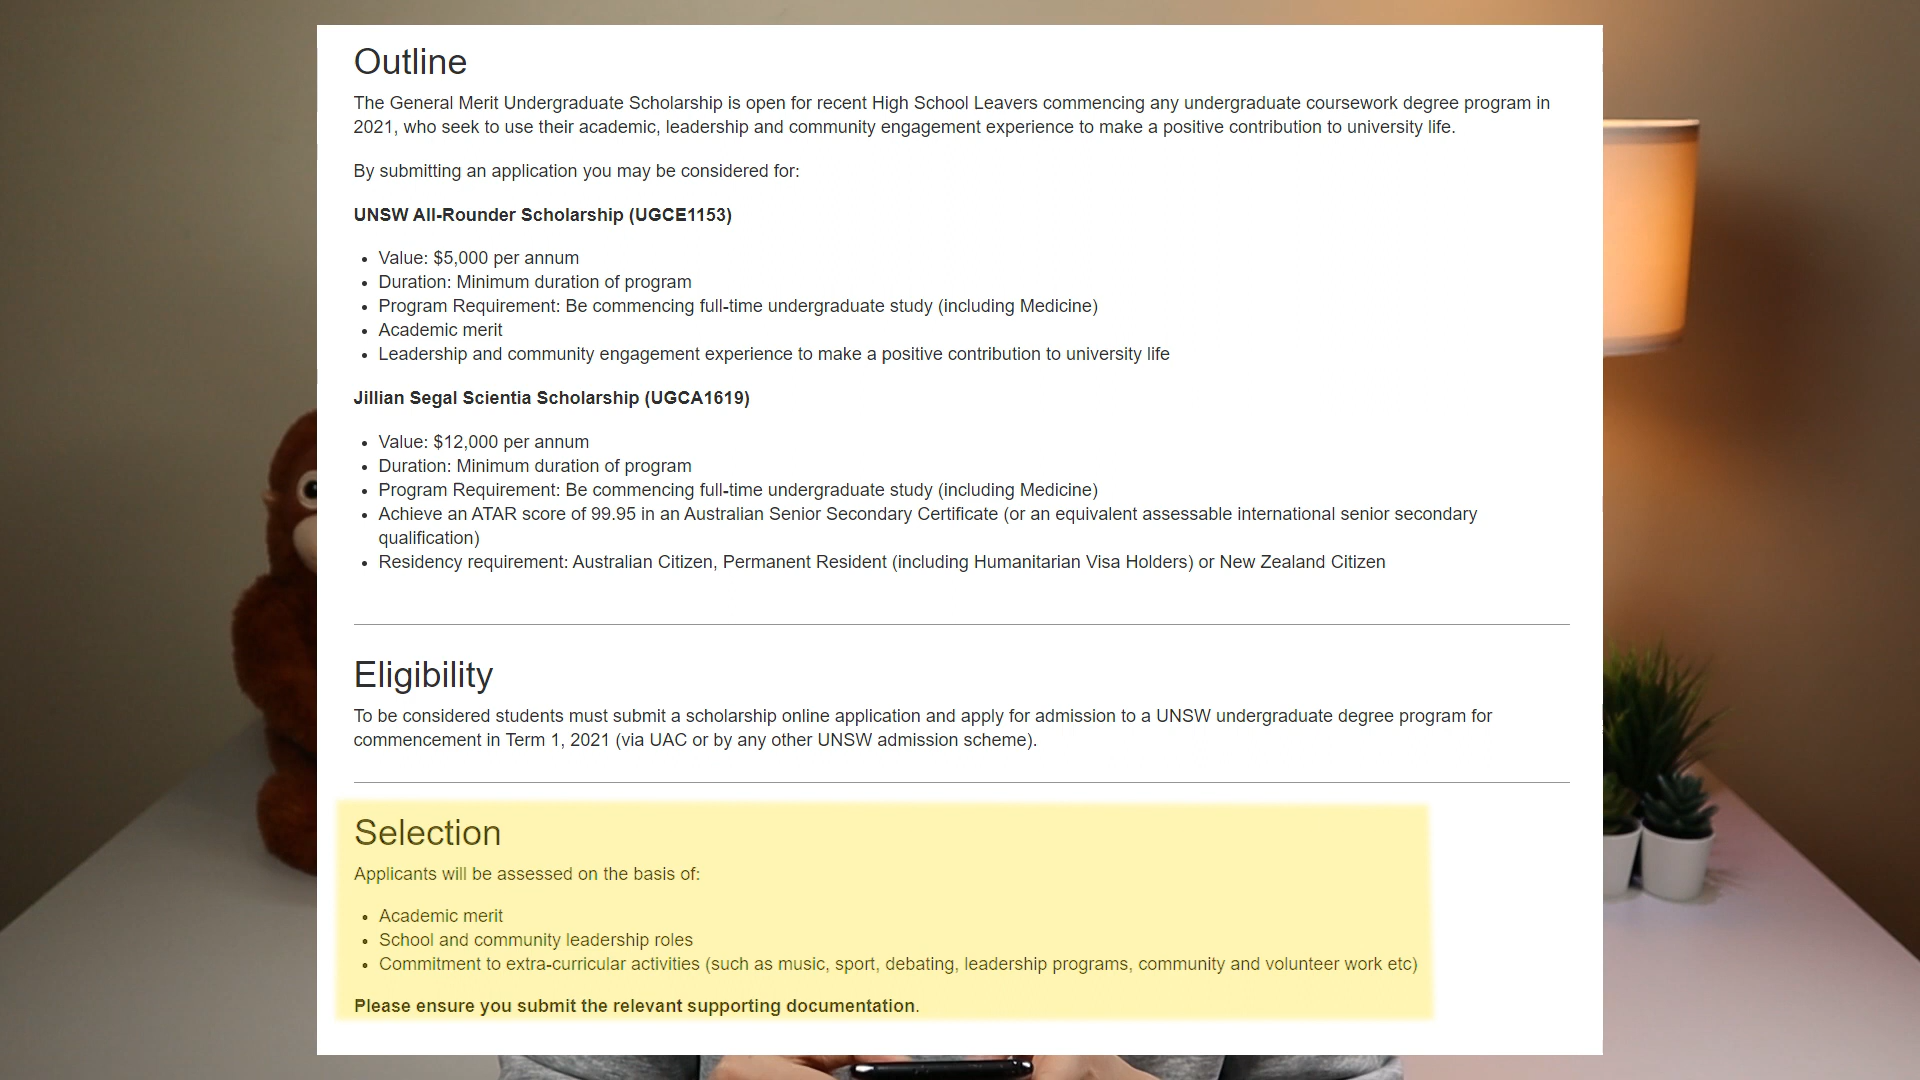 Outline
The General Merit Undergraduate Scholarship is open for recent High School Leavers commencing any undergraduate coursework degree program in
2021, who seek to use their academic, leadership and community engagement experience to make a positive contribution to university life.
By submitting an application you may be considered for:
UNSW All-Rounder Scholarship (UGCE1153)
• Value: $5,000 per annum
• Duration: Minimum duration of program
• Program Requirement: Be commencing full-time undergraduate study (including Medicine)
• Academic merit
• Leadership and community engagement experience to make a positive contribution to university life
Jillian Segal Scientia Scholarship (UGCA1619)
• Value: $12,000 per annum
• Duration: Minimum duration of program
• Program Requirement: Be commencing full-time undergraduate study (including Medicine)
• Achieve an ATAR score of 99.95 in an Australian Senior Secondary Certificate (or an equivalent assessable international senior secondary
qualification)
• Residency requirement: Australian Citizen, Permanent Resident (including Humanitarian Visa Holders) or New Zealand Citizen
Eligibility
To be considered students must submit a scholarship online application and apply for admission to a UNSW undergraduate degree program for
commencement in Term 1, 2021 (via UAC or by any other UNSW admission scheme).
Selection
Applicants will be assessed on the basis of:
• Academic merit
• School and community leadership roles
• Commitment to extra-curricular activities (such as music, sport, debating, leadership programs, community and volunteer work etc)
Please ensure you submit the relevant supporting documentation.